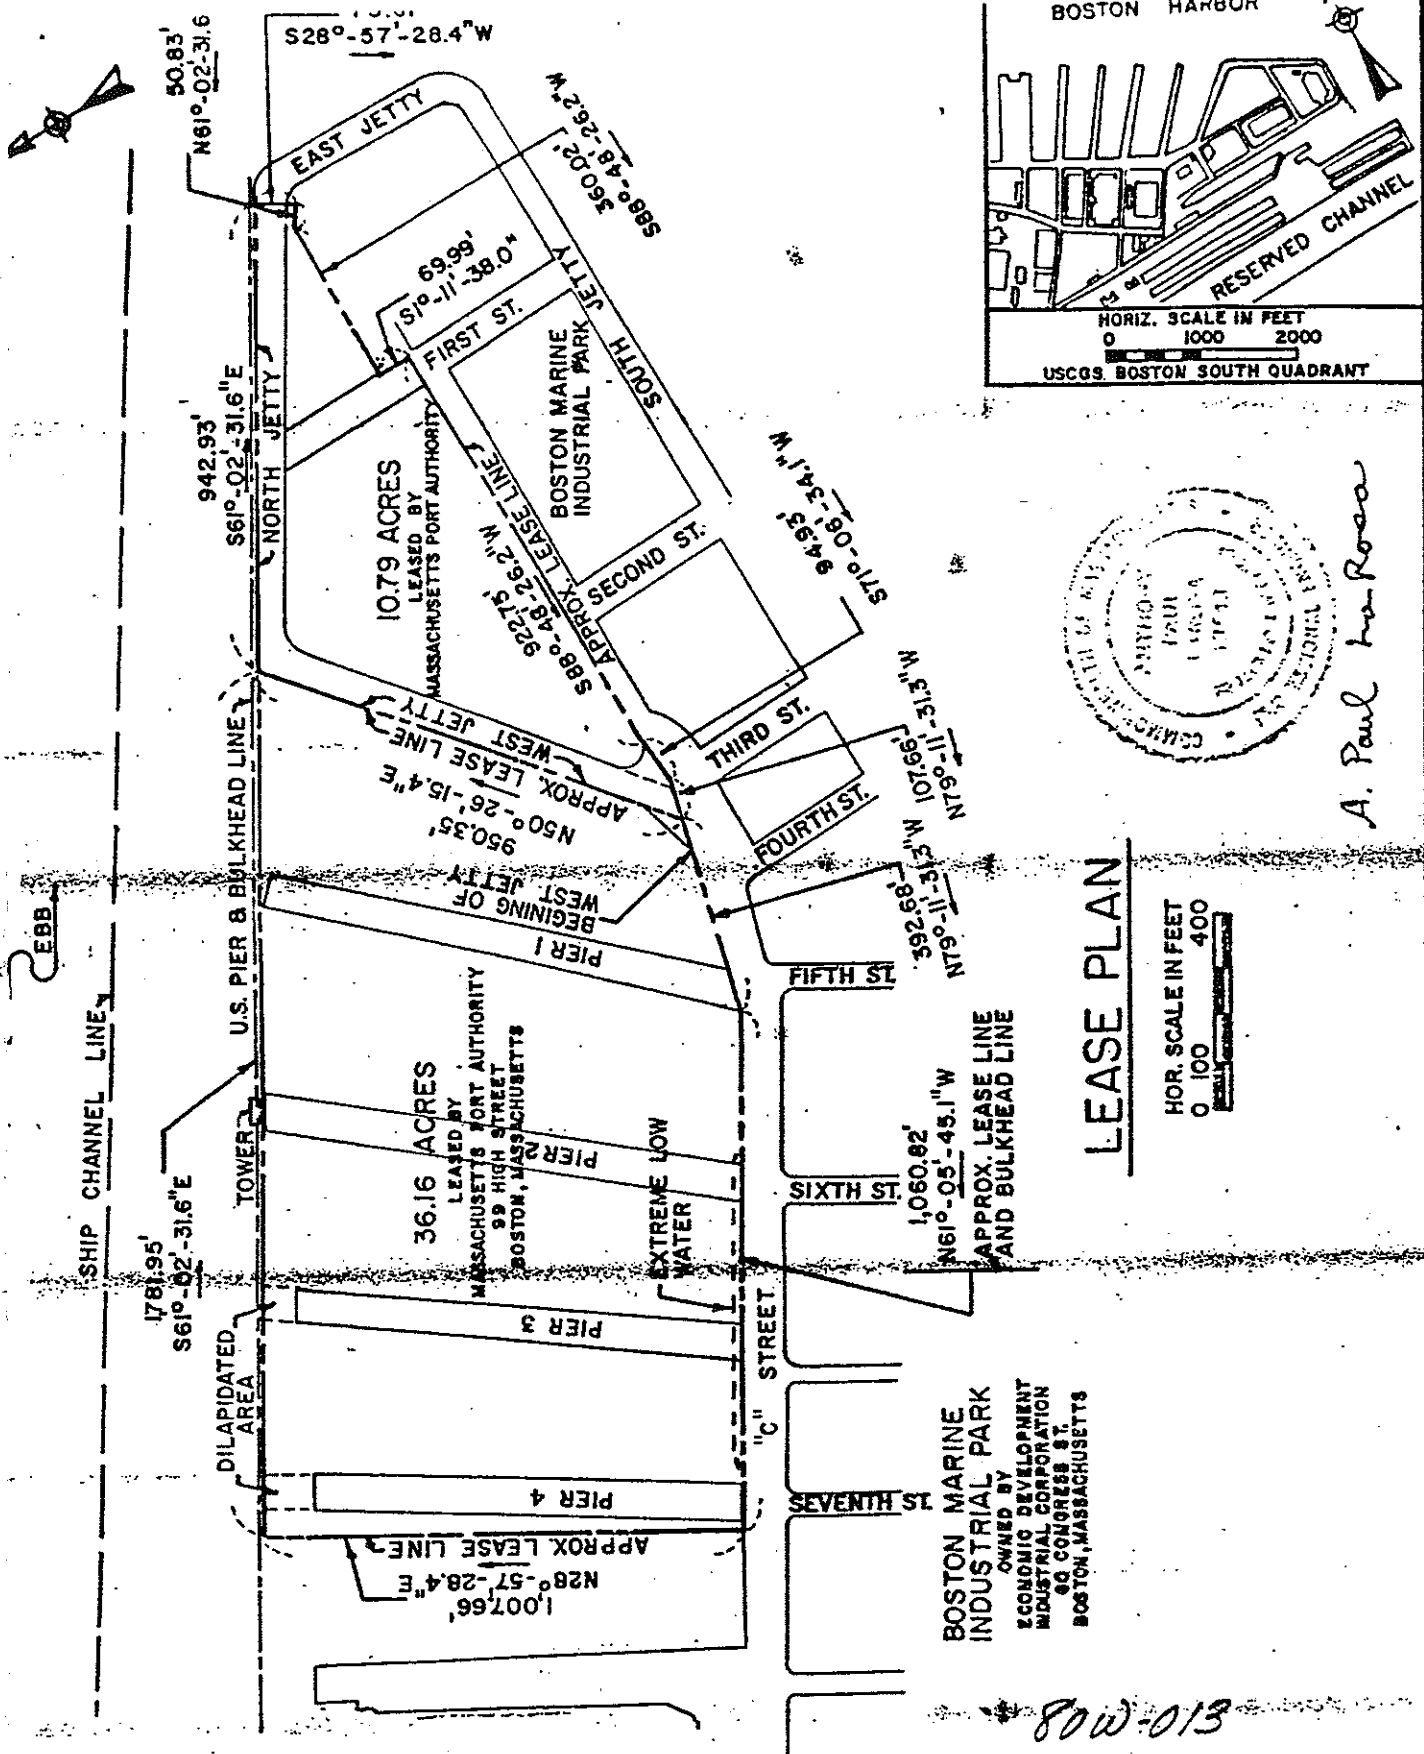 50.83'
N61°-02'-31.6
S28°-57'-28.4"W
EAST JETTY
360.02'
S88°-48'-26.2"W
69.99'
S1°-11'-38.0"
FIRST ST.
BOSTON MARINE
INDUSTRIAL PARK
SOUTH JETTY
942.93'
S61°-02'-31.6"E
NORTH JETTY
10.79 ACRES
LEASED BY
MASSACHUSETTS PORT AUTHORITY
APPROX. LEASE LINE
922.75'
S88°-48'-26.2"W
SECOND ST.
94.93'
S71°-06'-34.1"W
THIRD ST.
107.66'
N79°-11'-31.3"W
FOURTH ST.
392.68'
N79°-11'-31.3"W
WEST JETTY
APPROX. LEASE LINE
N50°-26'-15.4"E
950.35'
BEGINING OF
WEST JETTY
U.S. PIER & BULKHEAD LINE
EBB
SHIP CHANNEL LINE
PIER 1
FIFTH ST.
36.16 ACRES
LEASED BY
MASSACHUSETTS PORT AUTHORITY
99 HIGH STREET
BOSTON, MASSACHUSETTS
TOWER
PIER 2
EXTREME LOW
WATER
SIXTH ST.
1,060.82'
N61°-05'-45.1"W
APPROX. LEASE LINE
AND BULKHEAD LINE
1,781.95'
S61°-02'-31.6"E
DILAPIDATED
AREA
PIER 3
"C" STREET
PIER 4
SEVENTH ST.
APPROX. LEASE LINE
N28°-57'-28.4"E
1,007.66'
BOSTON MARINE
INDUSTRIAL PARK
OWNED BY
ECONOMIC DEVELOPMENT
INDUSTRIAL CORPORATION
60 CONGRESS ST.
BOSTON, MASSACHUSETTS
LEASE PLAN
HOR. SCALE IN FEET
0 100 400
BOSTON HARBOR
RESERVED CHANNEL
HORIZ. SCALE IN FEET
0 1000 2000
USCGS BOSTON SOUTH QUADRANT
A. Paul LaRosa
80W-013